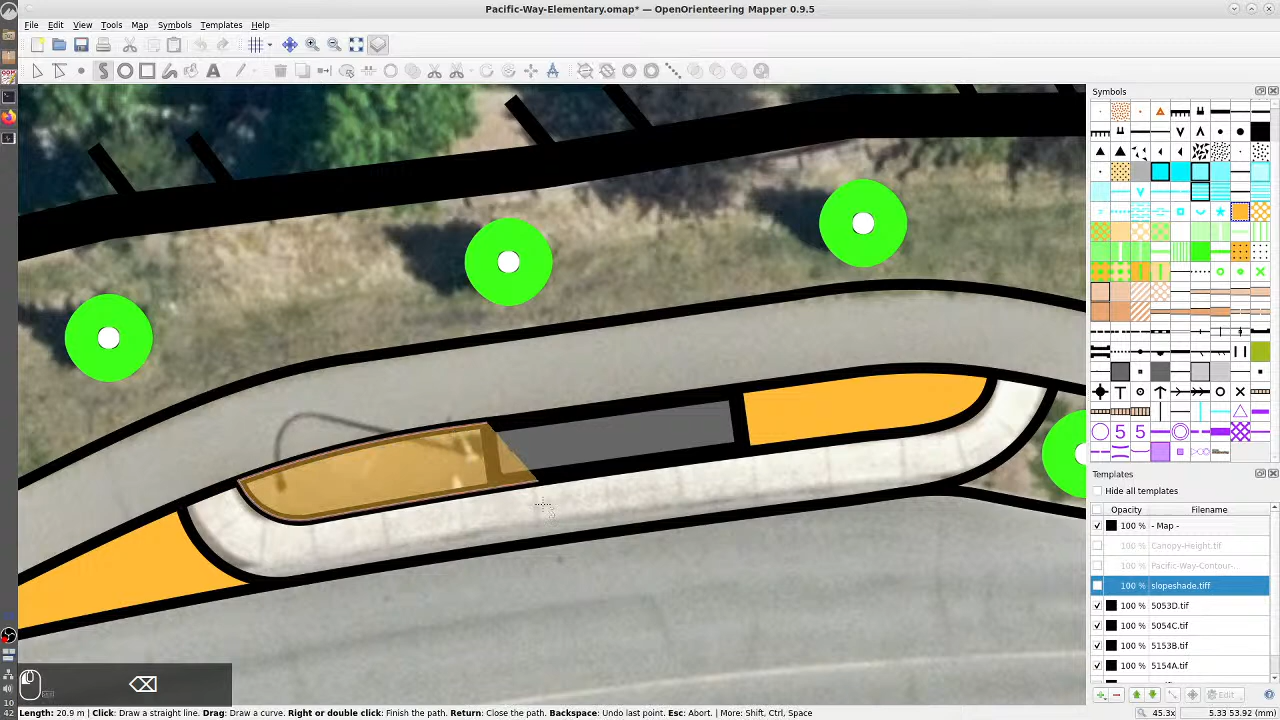 Pacific-Way-Elementary.omap* — OpenOrienteering Mapper 0.9.5
File Edit View Tools Map Symbols Templates Help
Symbols
5 5
Templates
Hide all templates
Opacity Filename
100 % - Map -
100 % Canopy-Height.tif
100 % Pacific-Way-Contour-...
100 % slopeshade.tiff
100 % 5053D.tif
100 % 5054C.tif
100 % 5153B.tif
100 % 5154A.tif
Edit
10
42
Length: 20.9 m | Click: Draw a straight line. Drag: Draw a curve. Right or double click: Finish the path. Return: Close the path. Backspace: Undo last point. Esc: Abort. | More: Shift, Ctrl, Space
45.3x
5.33 53.92 (mm)